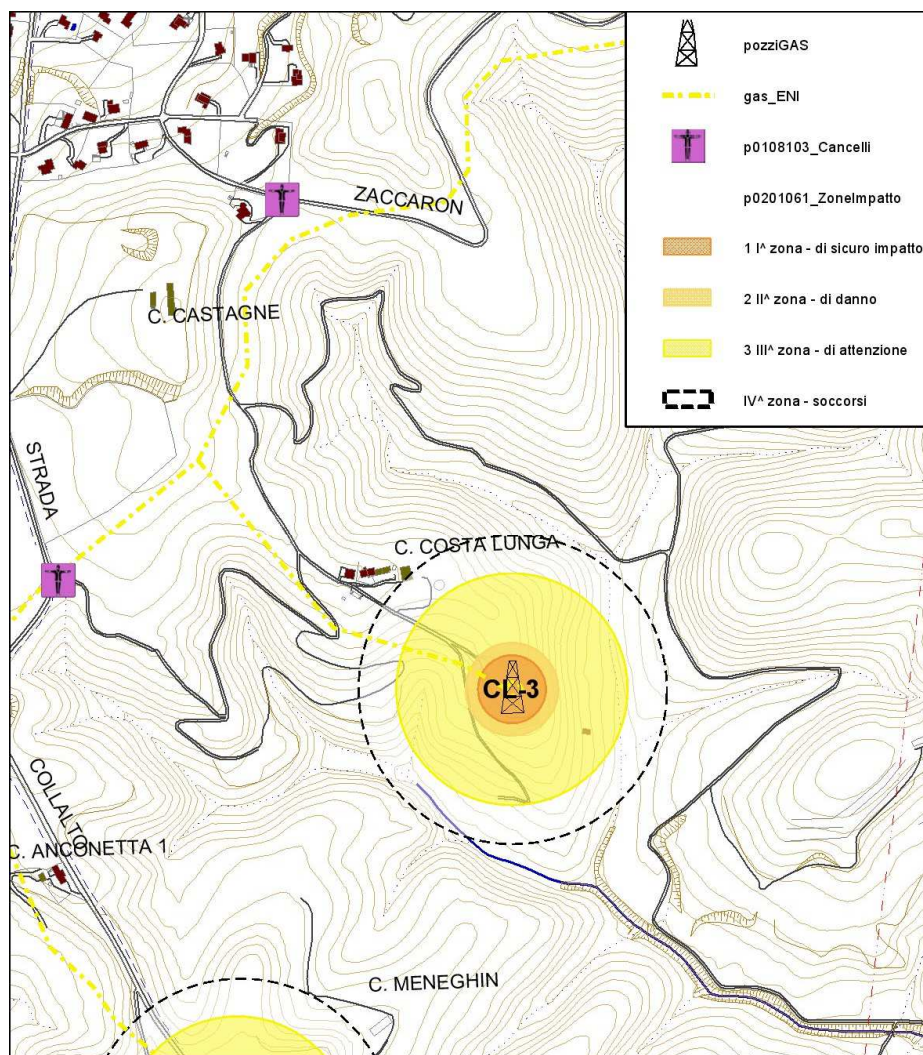 pozziGAS
gas_ENI
p0108103_Cancelli
p0201061_ZoneImpatto
1 I^ zona - di sicuro impatto
2 II^ zona - di danno
3 III^ zona - di attenzione
IV^ zona - soccorsi
ZACCARON
C. CASTAGNE
STRADA
C. COSTA LUNGA
CL-3
COLLALTO
C. ANCONETTA 1
C. MENEGHIN